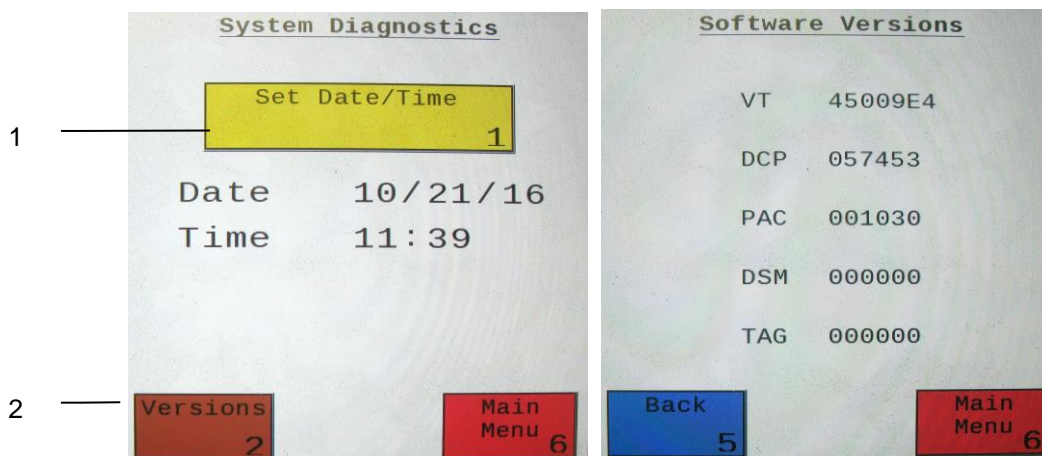 System Diagnostics
1
Set Date/Time
1
Date 10/21/16
Time 11:39
2
Versions
2
Main
Menu 6
Software Versions
VT 45009E4
DCP 057453
PAC 001030
DSM 000000
TAG 000000
Back
5
Main
Menu 6